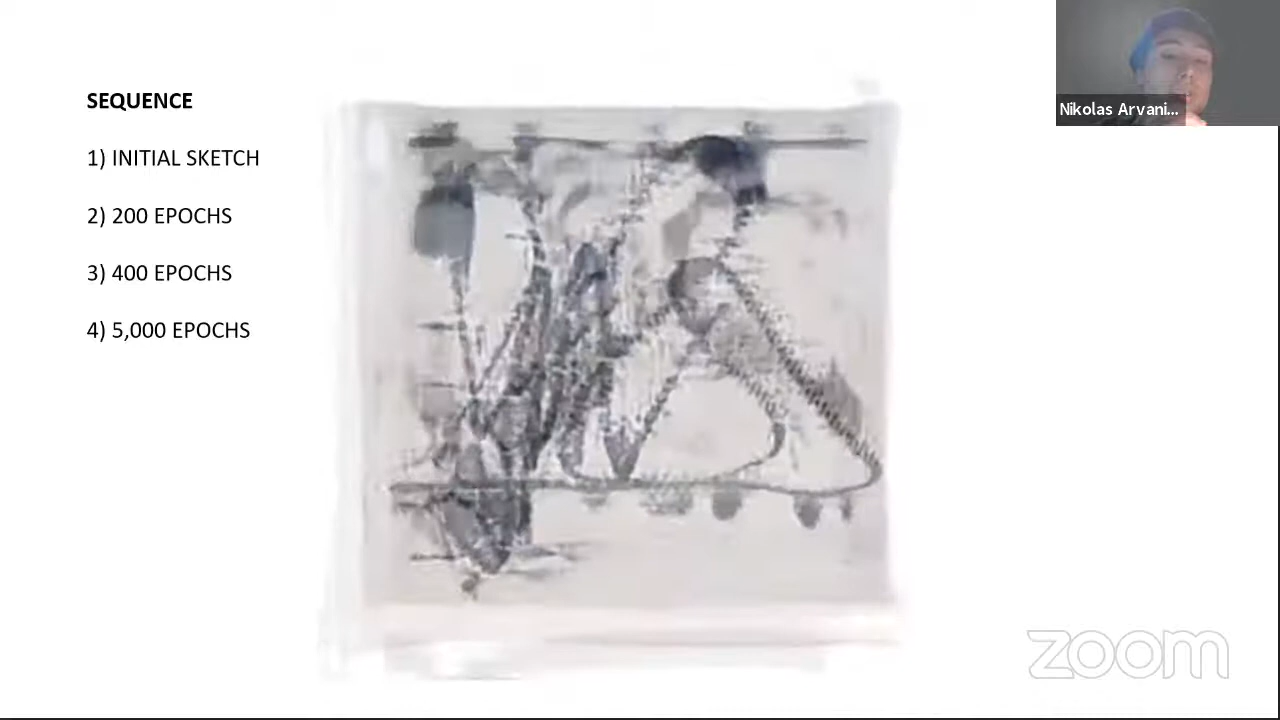 SEQUENCE
1) INITIAL SKETCH
2) 200 EPOCHS
3) 400 EPOCHS
4) 5,000 EPOCHS
Nikolas Arvani...
zoom